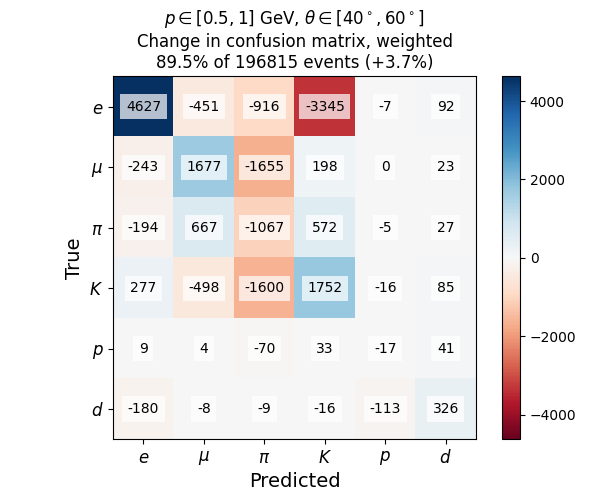 p ∈ [0.5, 1] GeV, θ ∈ [40°, 60°]
Change in confusion matrix, weighted
89.5% of 196815 events (+3.7%)
e 4627 -451 -916 -3345 -7 92
μ -243 1677 -1655 198 0 23
π -194 667 -1067 572 -5 27
K 277 -498 -1600 1752 -16 85
p 9 4 -70 33 -17 41
d -180 -8 -9 -16 -113 326
e μ π K p d
Predicted
True
4000
2000
0
−2000
−4000